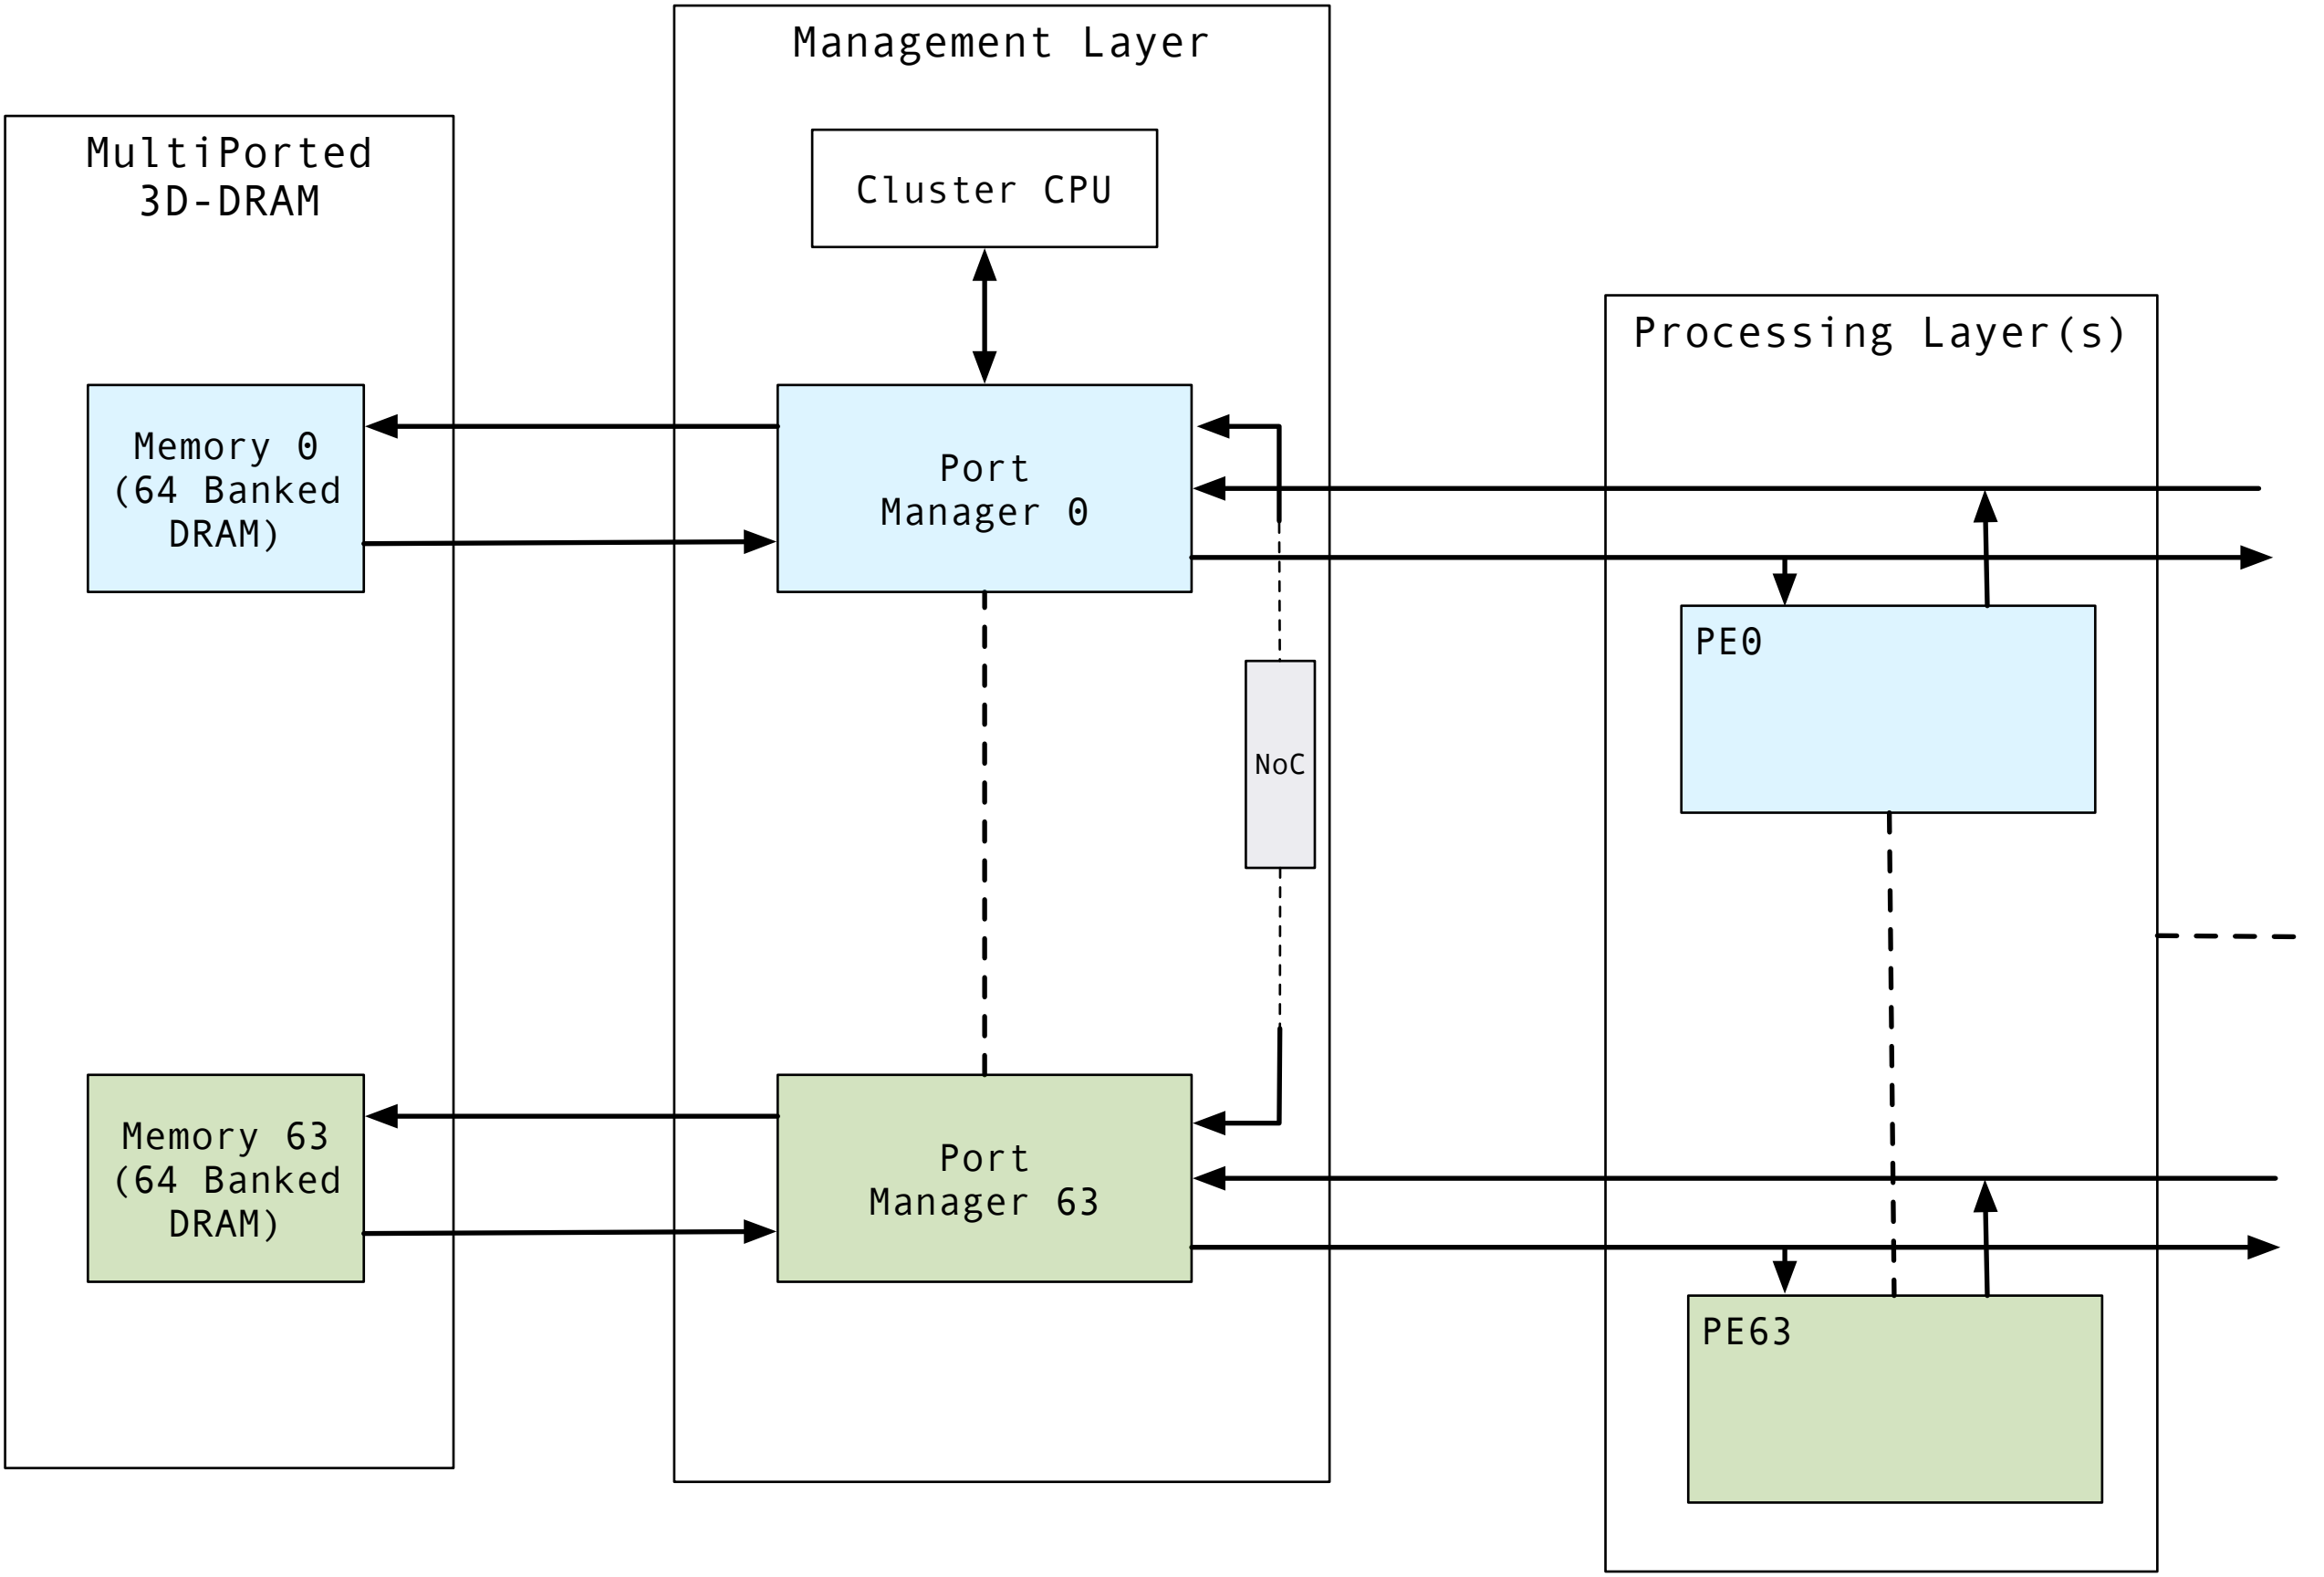 Management Layer
MultiPorted
3D-DRAM
Cluster CPU
Processing Layer(s)
Memory 0
(64 Banked
DRAM)
Port
Manager 0
PE0
NoC
Memory 63
(64 Banked
DRAM)
Port
Manager 63
PE63